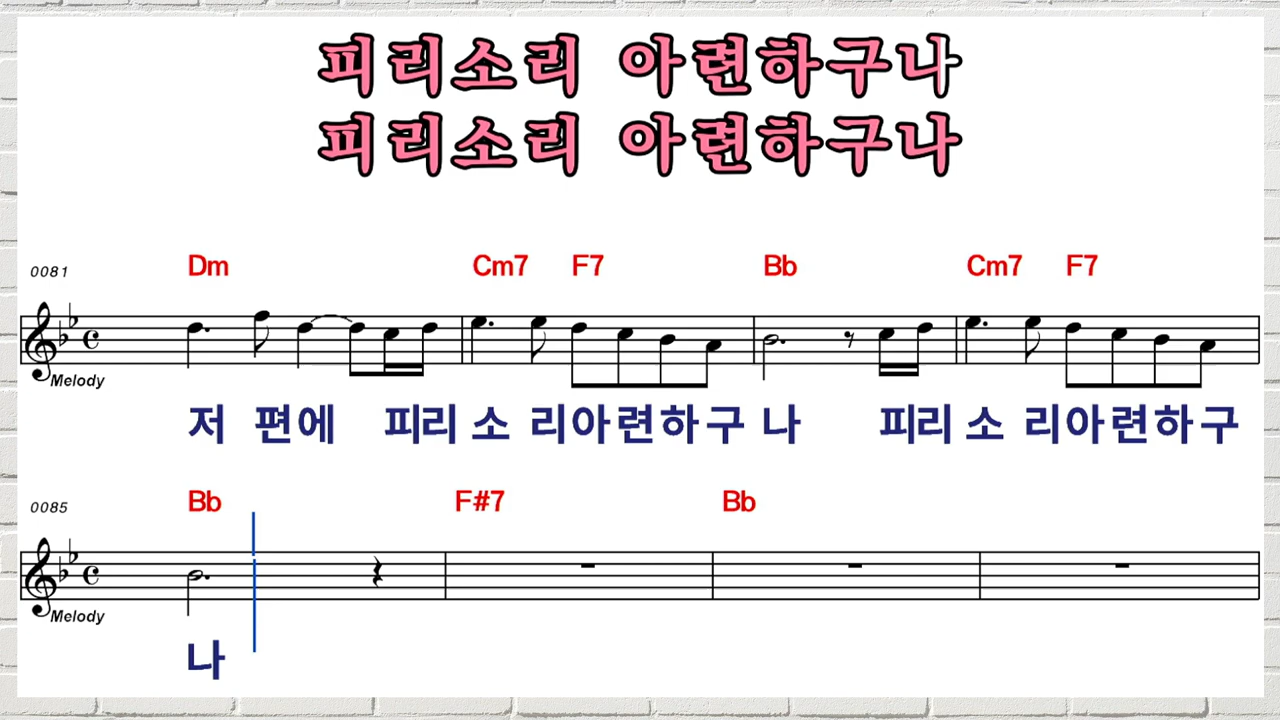 피리소리 아련하구나
피리소리 아련하구나
0081 Dm Cm7 F7 Bb Cm7 F7
Melody
저 편에 피리 소 리아련하구 나 피리 소 리아련하구
0085 Bb F#7 Bb
Melody
나